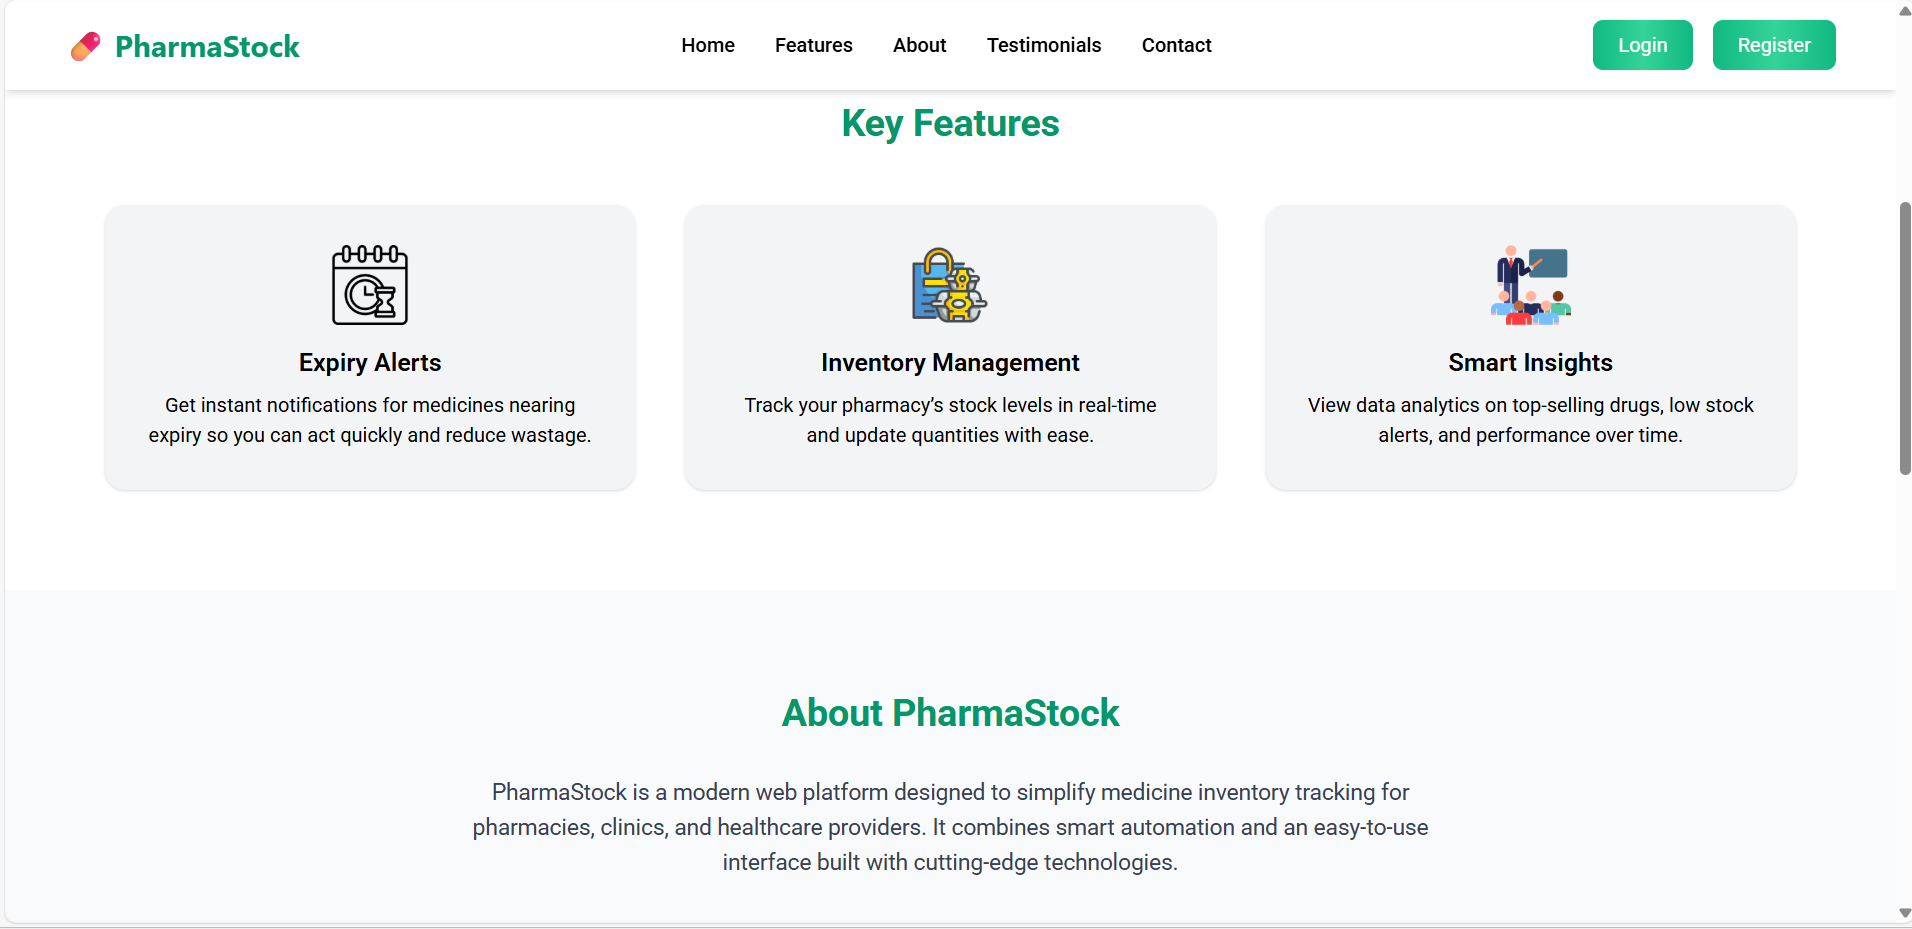 PharmaStock
Home
Features
About
Testimonials
Contact
Login
Register
Key Features
Expiry Alerts
Get instant notifications for medicines nearing
expiry so you can act quickly and reduce wastage.
Inventory Management
Track your pharmacy’s stock levels in real-time
and update quantities with ease.
Smart Insights
View data analytics on top-selling drugs, low stock
alerts, and performance over time.
About PharmaStock
PharmaStock is a modern web platform designed to simplify medicine inventory tracking for
pharmacies, clinics, and healthcare providers. It combines smart automation and an easy-to-use
interface built with cutting-edge technologies.